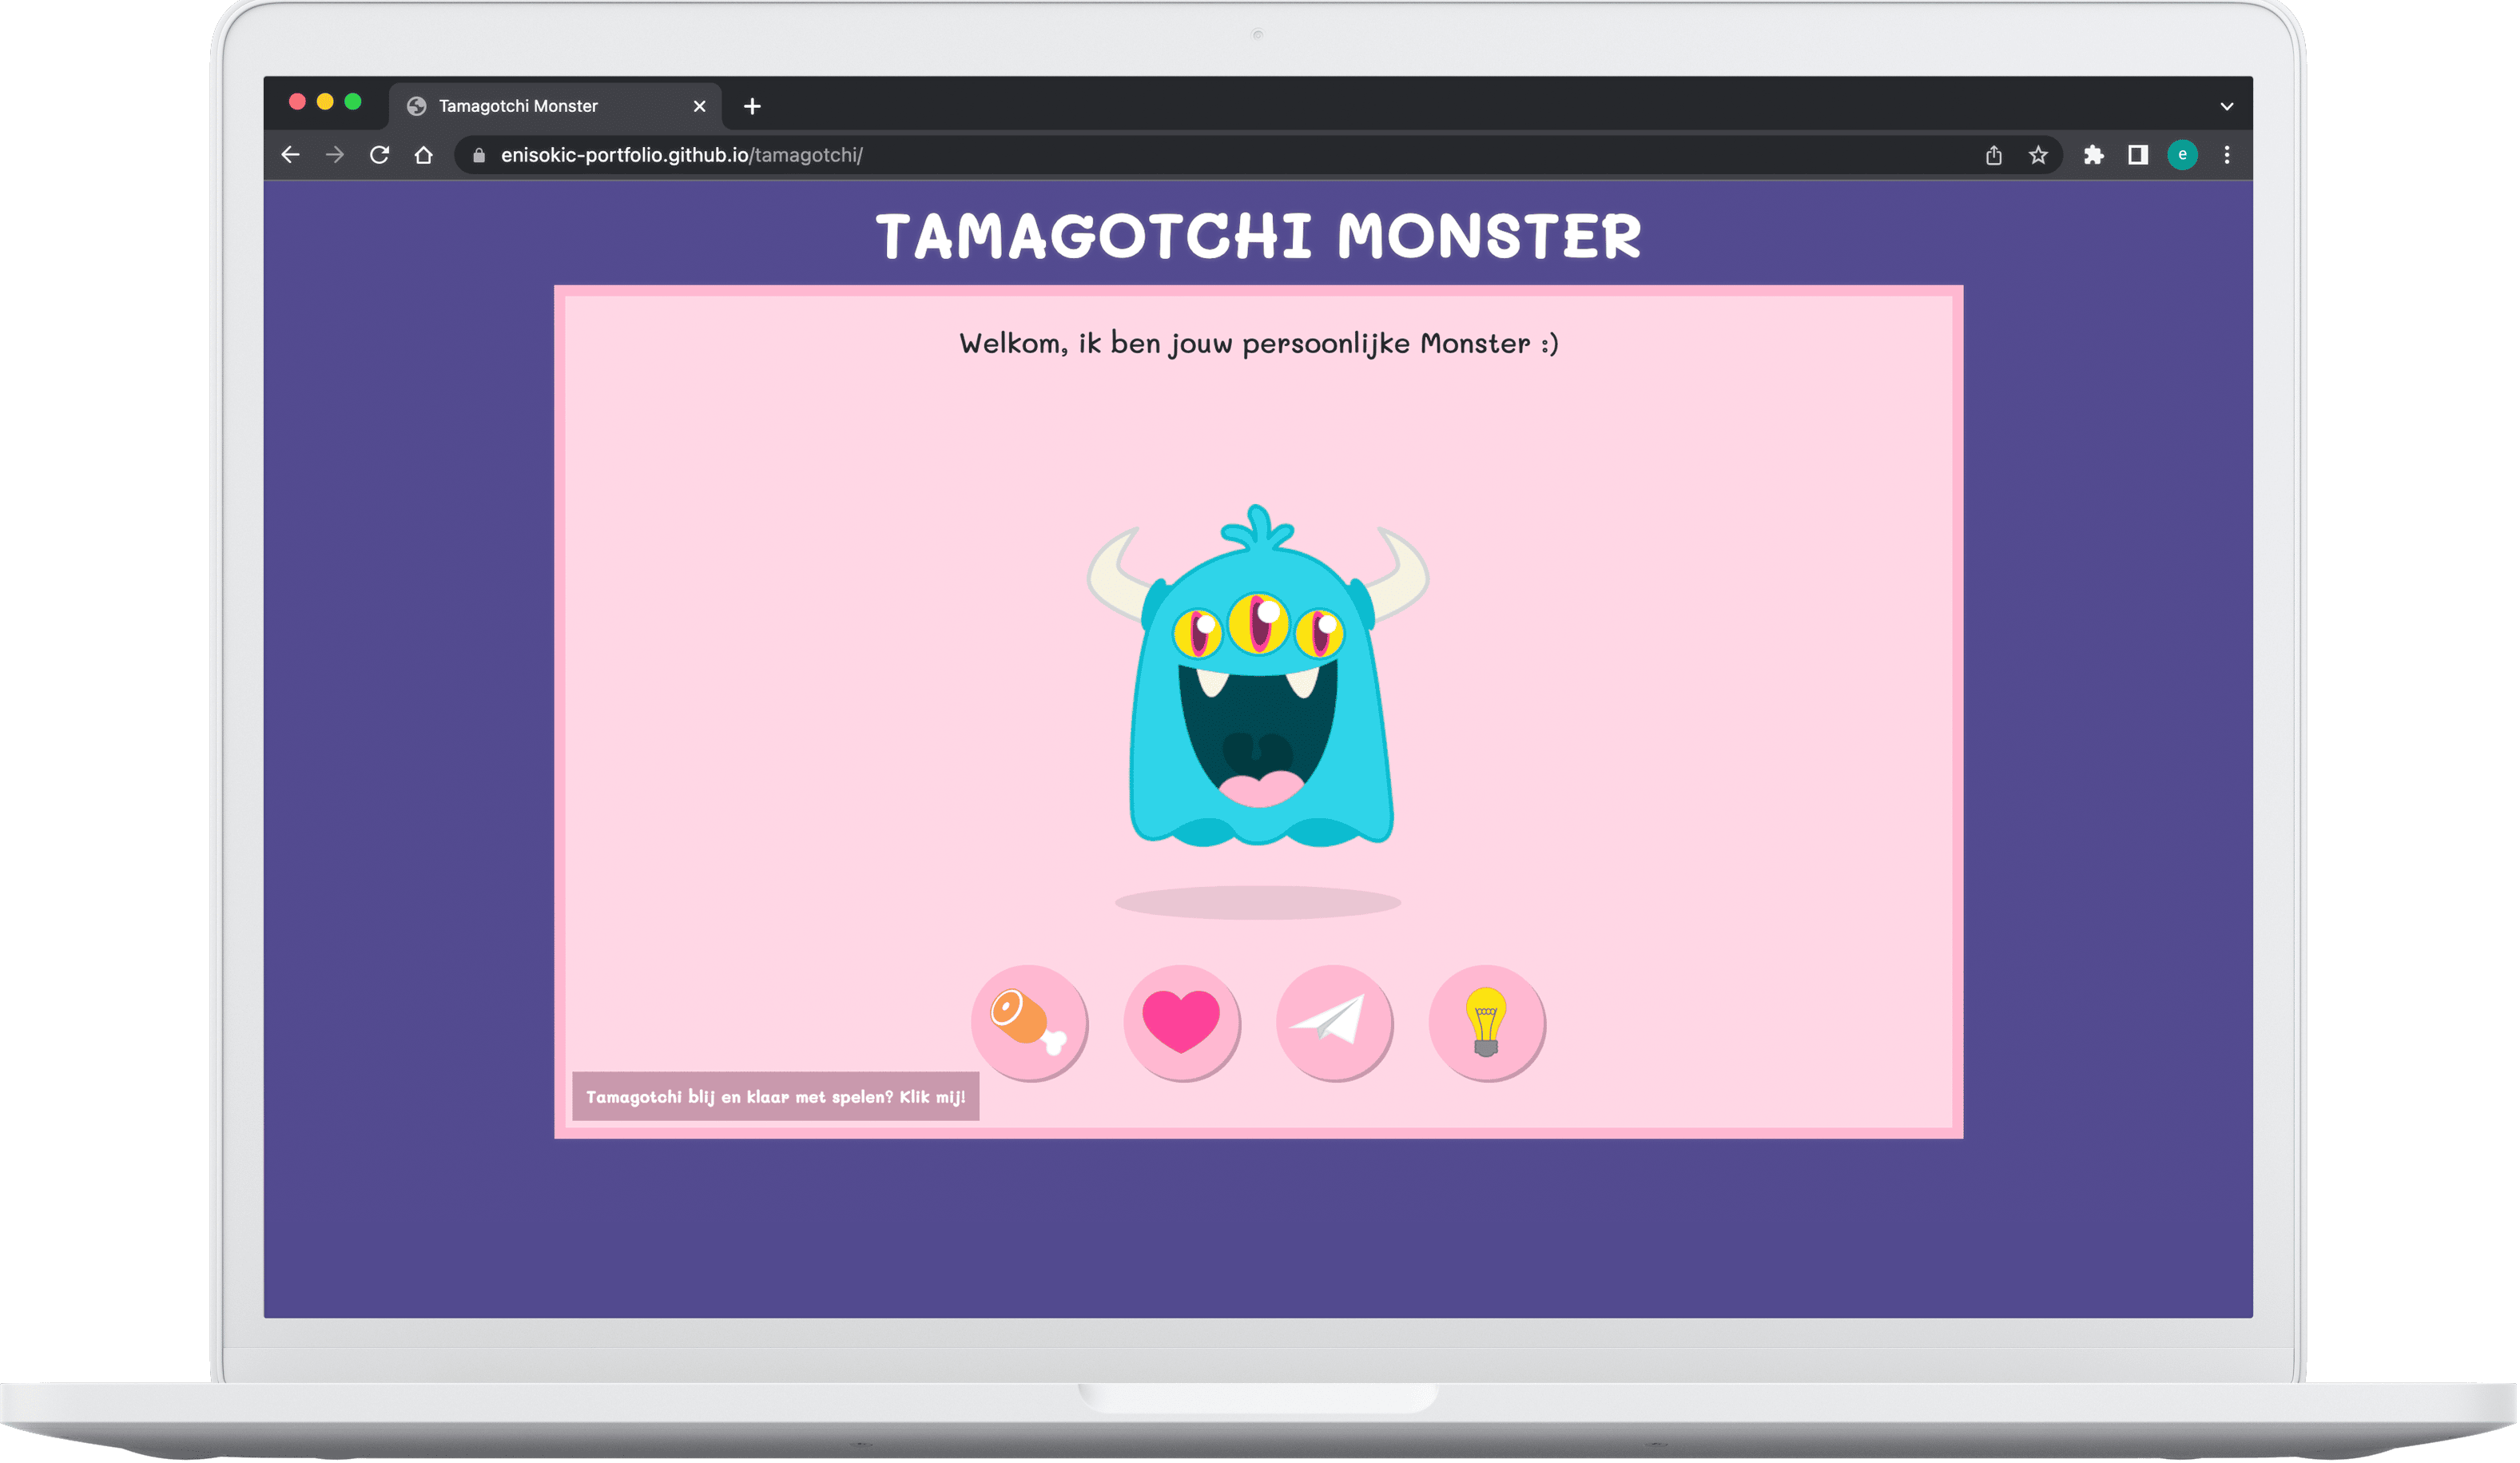 Tamagotchi Monster
enisokic-portfolio.github.io/tamagotchi/
e
TAMAGOTCHI MONSTER
Welkom, ik ben jouw persoonlijke Monster :)
Tamagotchi blij en klaar met spelen? Klik mij!